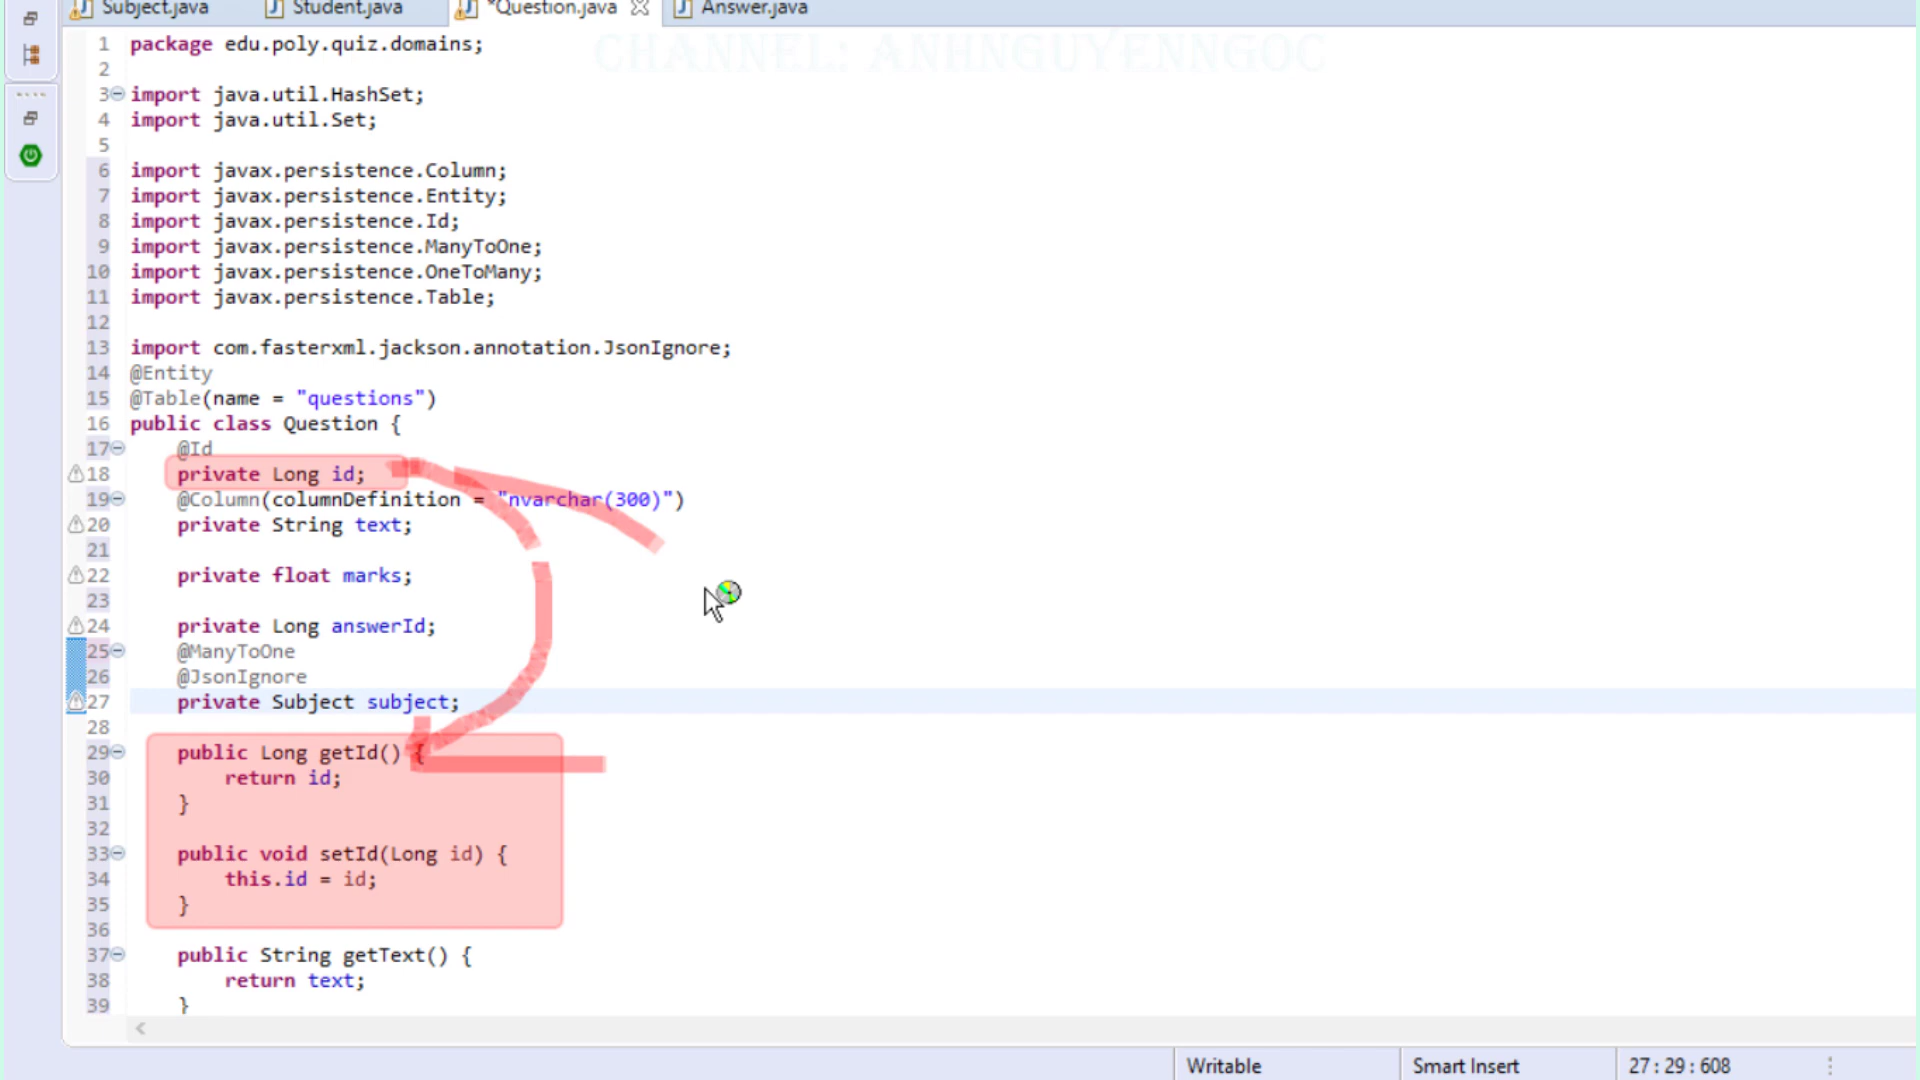 Subject.java Student.java *Question.java Answer.java
CHANNEL: ANHNGUYENNGOC
1 package edu.poly.quiz.domains;
2
3 import java.util.HashSet;
4 import java.util.Set;
5
6 import javax.persistence.Column;
7 import javax.persistence.Entity;
8 import javax.persistence.Id;
9 import javax.persistence.ManyToOne;
10 import javax.persistence.OneToMany;
11 import javax.persistence.Table;
12
13 import com.fasterxml.jackson.annotation.JsonIgnore;
14 @Entity
15 @Table(name = "questions")
16 public class Question {
17 @Id
18 private Long id;
19 @Column(columnDefinition = "nvarchar(300)")
20 private String text;
21
22 private float marks;
23
24 private Long answerId;
25 @ManyToOne
26 @JsonIgnore
27 private Subject subject;
28
29 public Long getId() {
30 return id;
31 }
32
33 public void setId(Long id) {
34 this.id = id;
35 }
36
37 public String getText() {
38 return text;
39 }
Writable Smart Insert 27 : 29 : 608